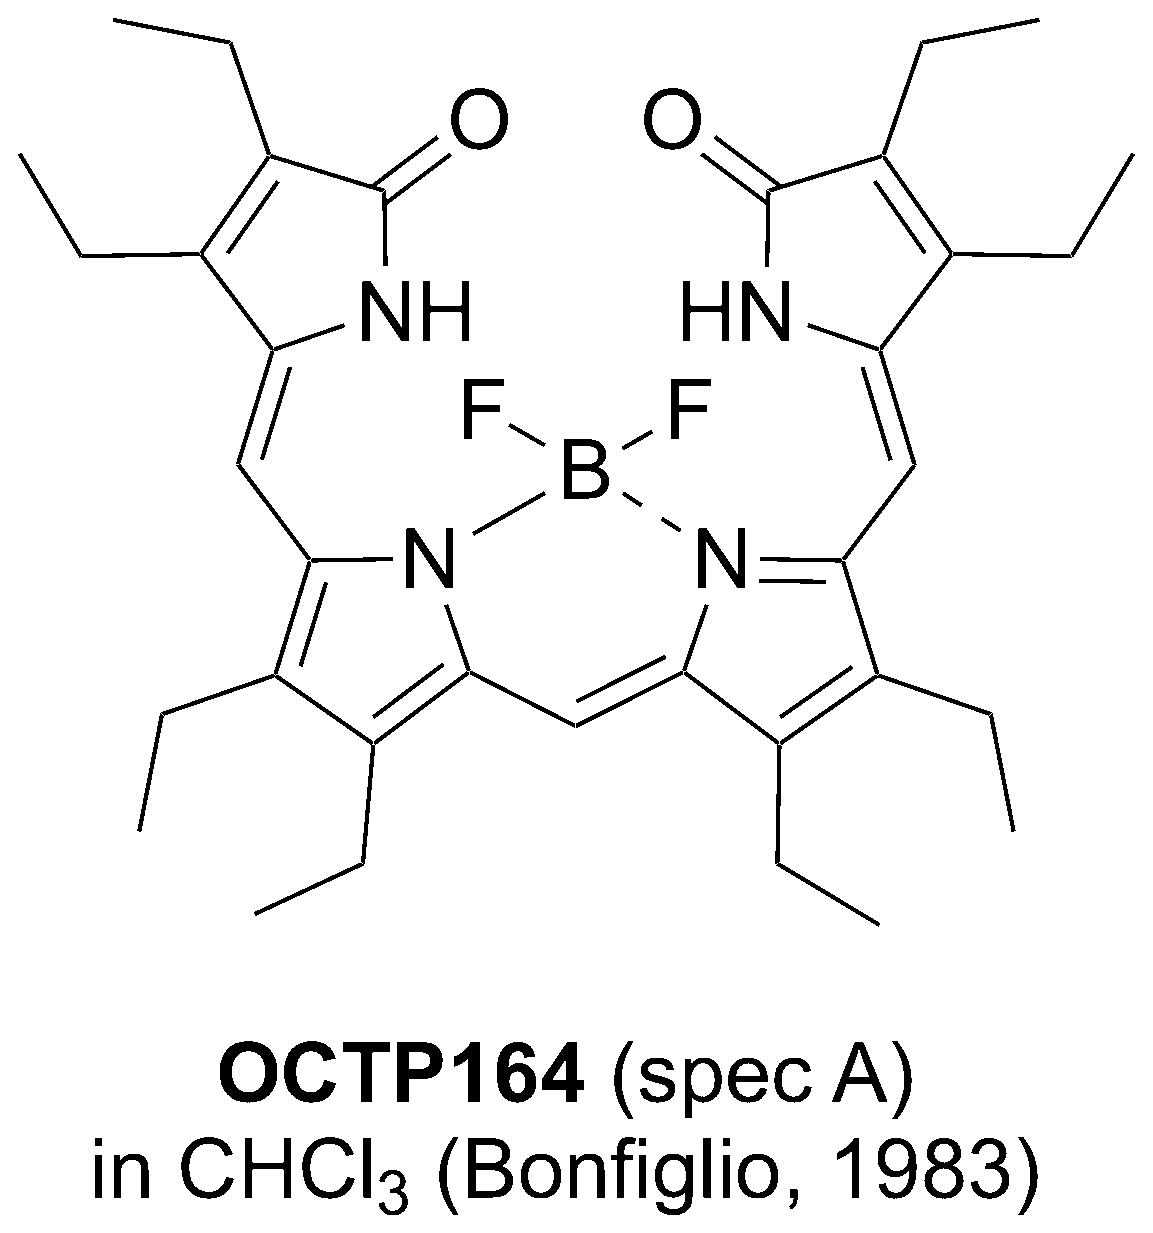 O O
NH HN
F F
B
N N
OCTP164 (spec A)
in CHCl₃ (Bonfiglio, 1983)